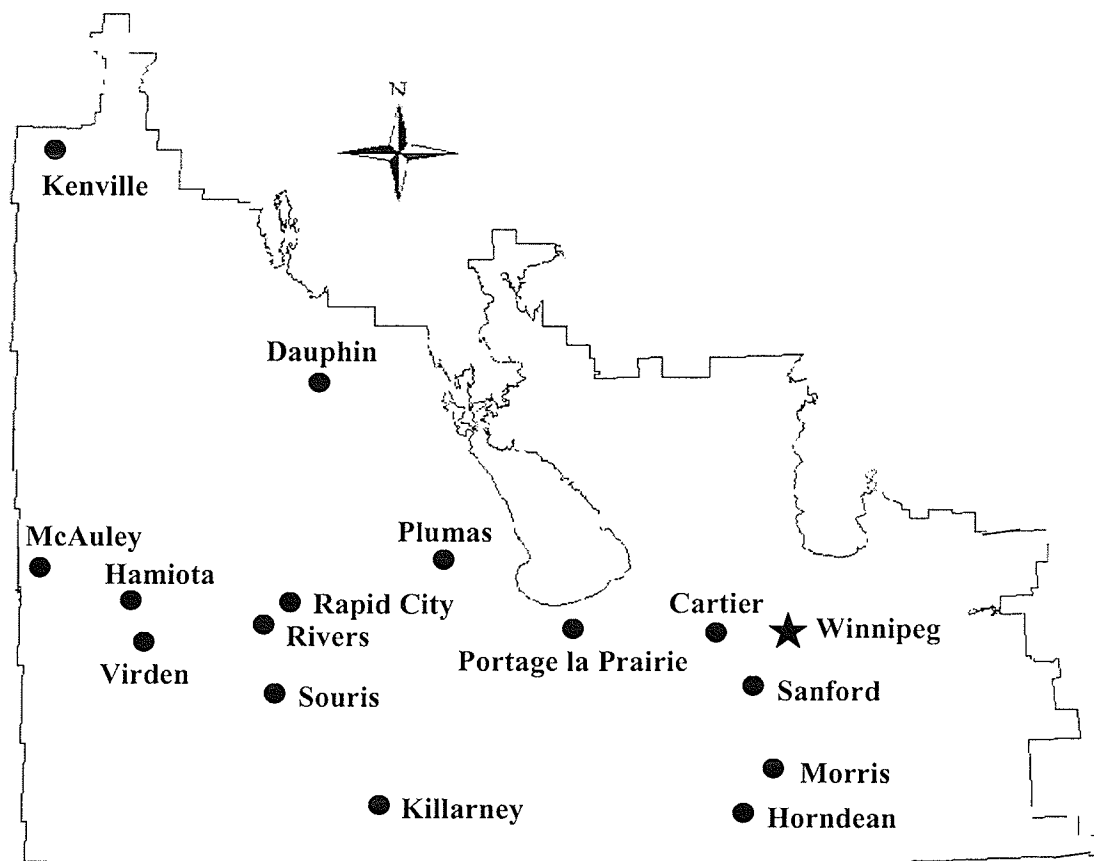 N
Kenville
Dauphin
McAuley
Plumas
Hamiota
Rapid City
Cartier
Rivers
Winnipeg
Virden
Portage la Prairie
Souris
Sanford
Morris
Killarney
Horndean